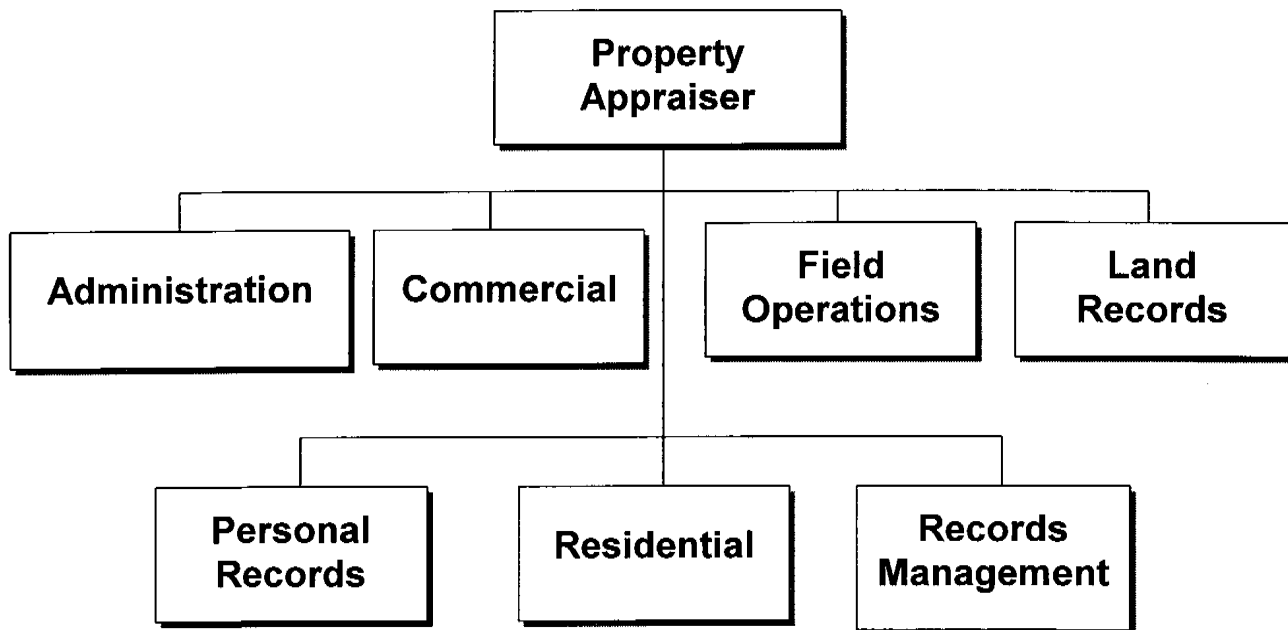 Property
Appraiser
Administration
Commercial
Field
Operations
Land
Records
Personal
Records
Residential
Records
Management